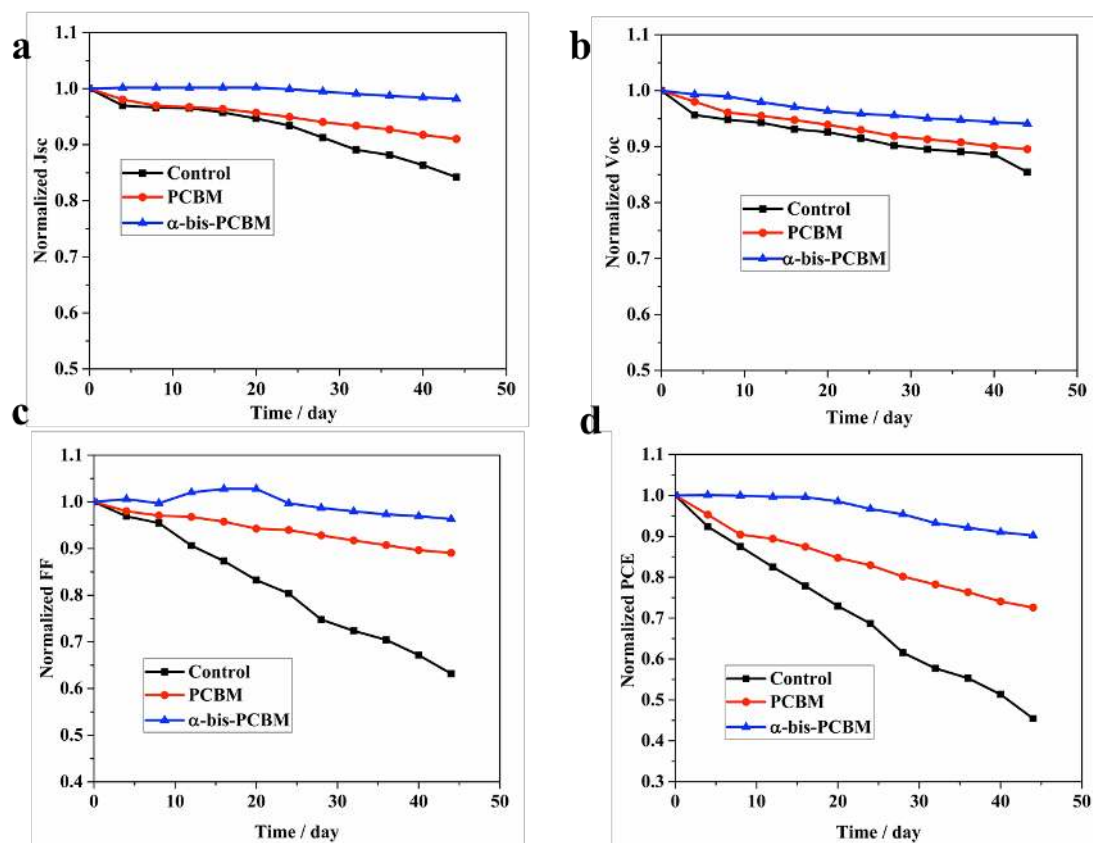 a
1.1
1.0
0.9
0.8
0.7
0.6
0.5
Normalized Jsc
Control
PCBM
α-bis-PCBM
0 10 20 30 40 50
Time / day
b
1.1
1.0
0.9
0.8
0.7
0.6
0.5
Normalized Voc
Control
PCBM
α-bis-PCBM
0 10 20 30 40 50
Time / day
c
1.1
1.0
0.9
0.8
0.7
0.6
0.5
0.4
Normalized FF
Control
PCBM
α-bis-PCBM
0 10 20 30 40 50
Time / day
d
1.1
1.0
0.9
0.8
0.7
0.6
0.5
0.4
0.3
Normalized PCE
Control
PCBM
α-bis-PCBM
0 10 20 30 40 50
Time / day